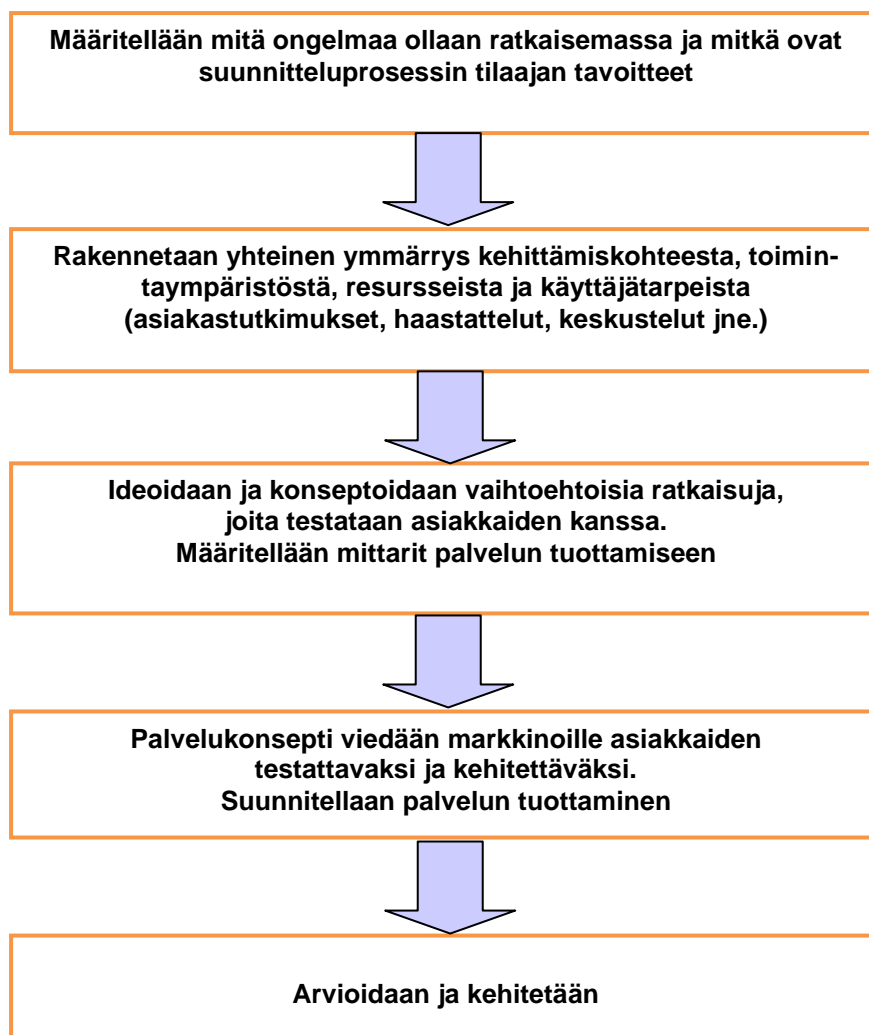 Määritellään mitä ongelmaa ollaan ratkaisemassa ja mitkä ovat
suunnitteluprosessin tilaajan tavoitteet
Rakennetaan yhteinen ymmärrys kehittämiskohteesta, toimin-
taympäristöstä, resursseista ja käyttäjätarpeista
(asiakastutkimukset, haastattelut, keskustelut jne.)
Ideoidaan ja konseptoidaan vaihtoehtoisia ratkaisuja,
joita testataan asiakkaiden kanssa.
Määritellään mittarit palvelun tuottamiseen
Palvelukonsepti viedään markkinoille asiakkaiden
testattavaksi ja kehitettäväksi.
Suunnitellaan palvelun tuottaminen
Arvioidaan ja kehitetään